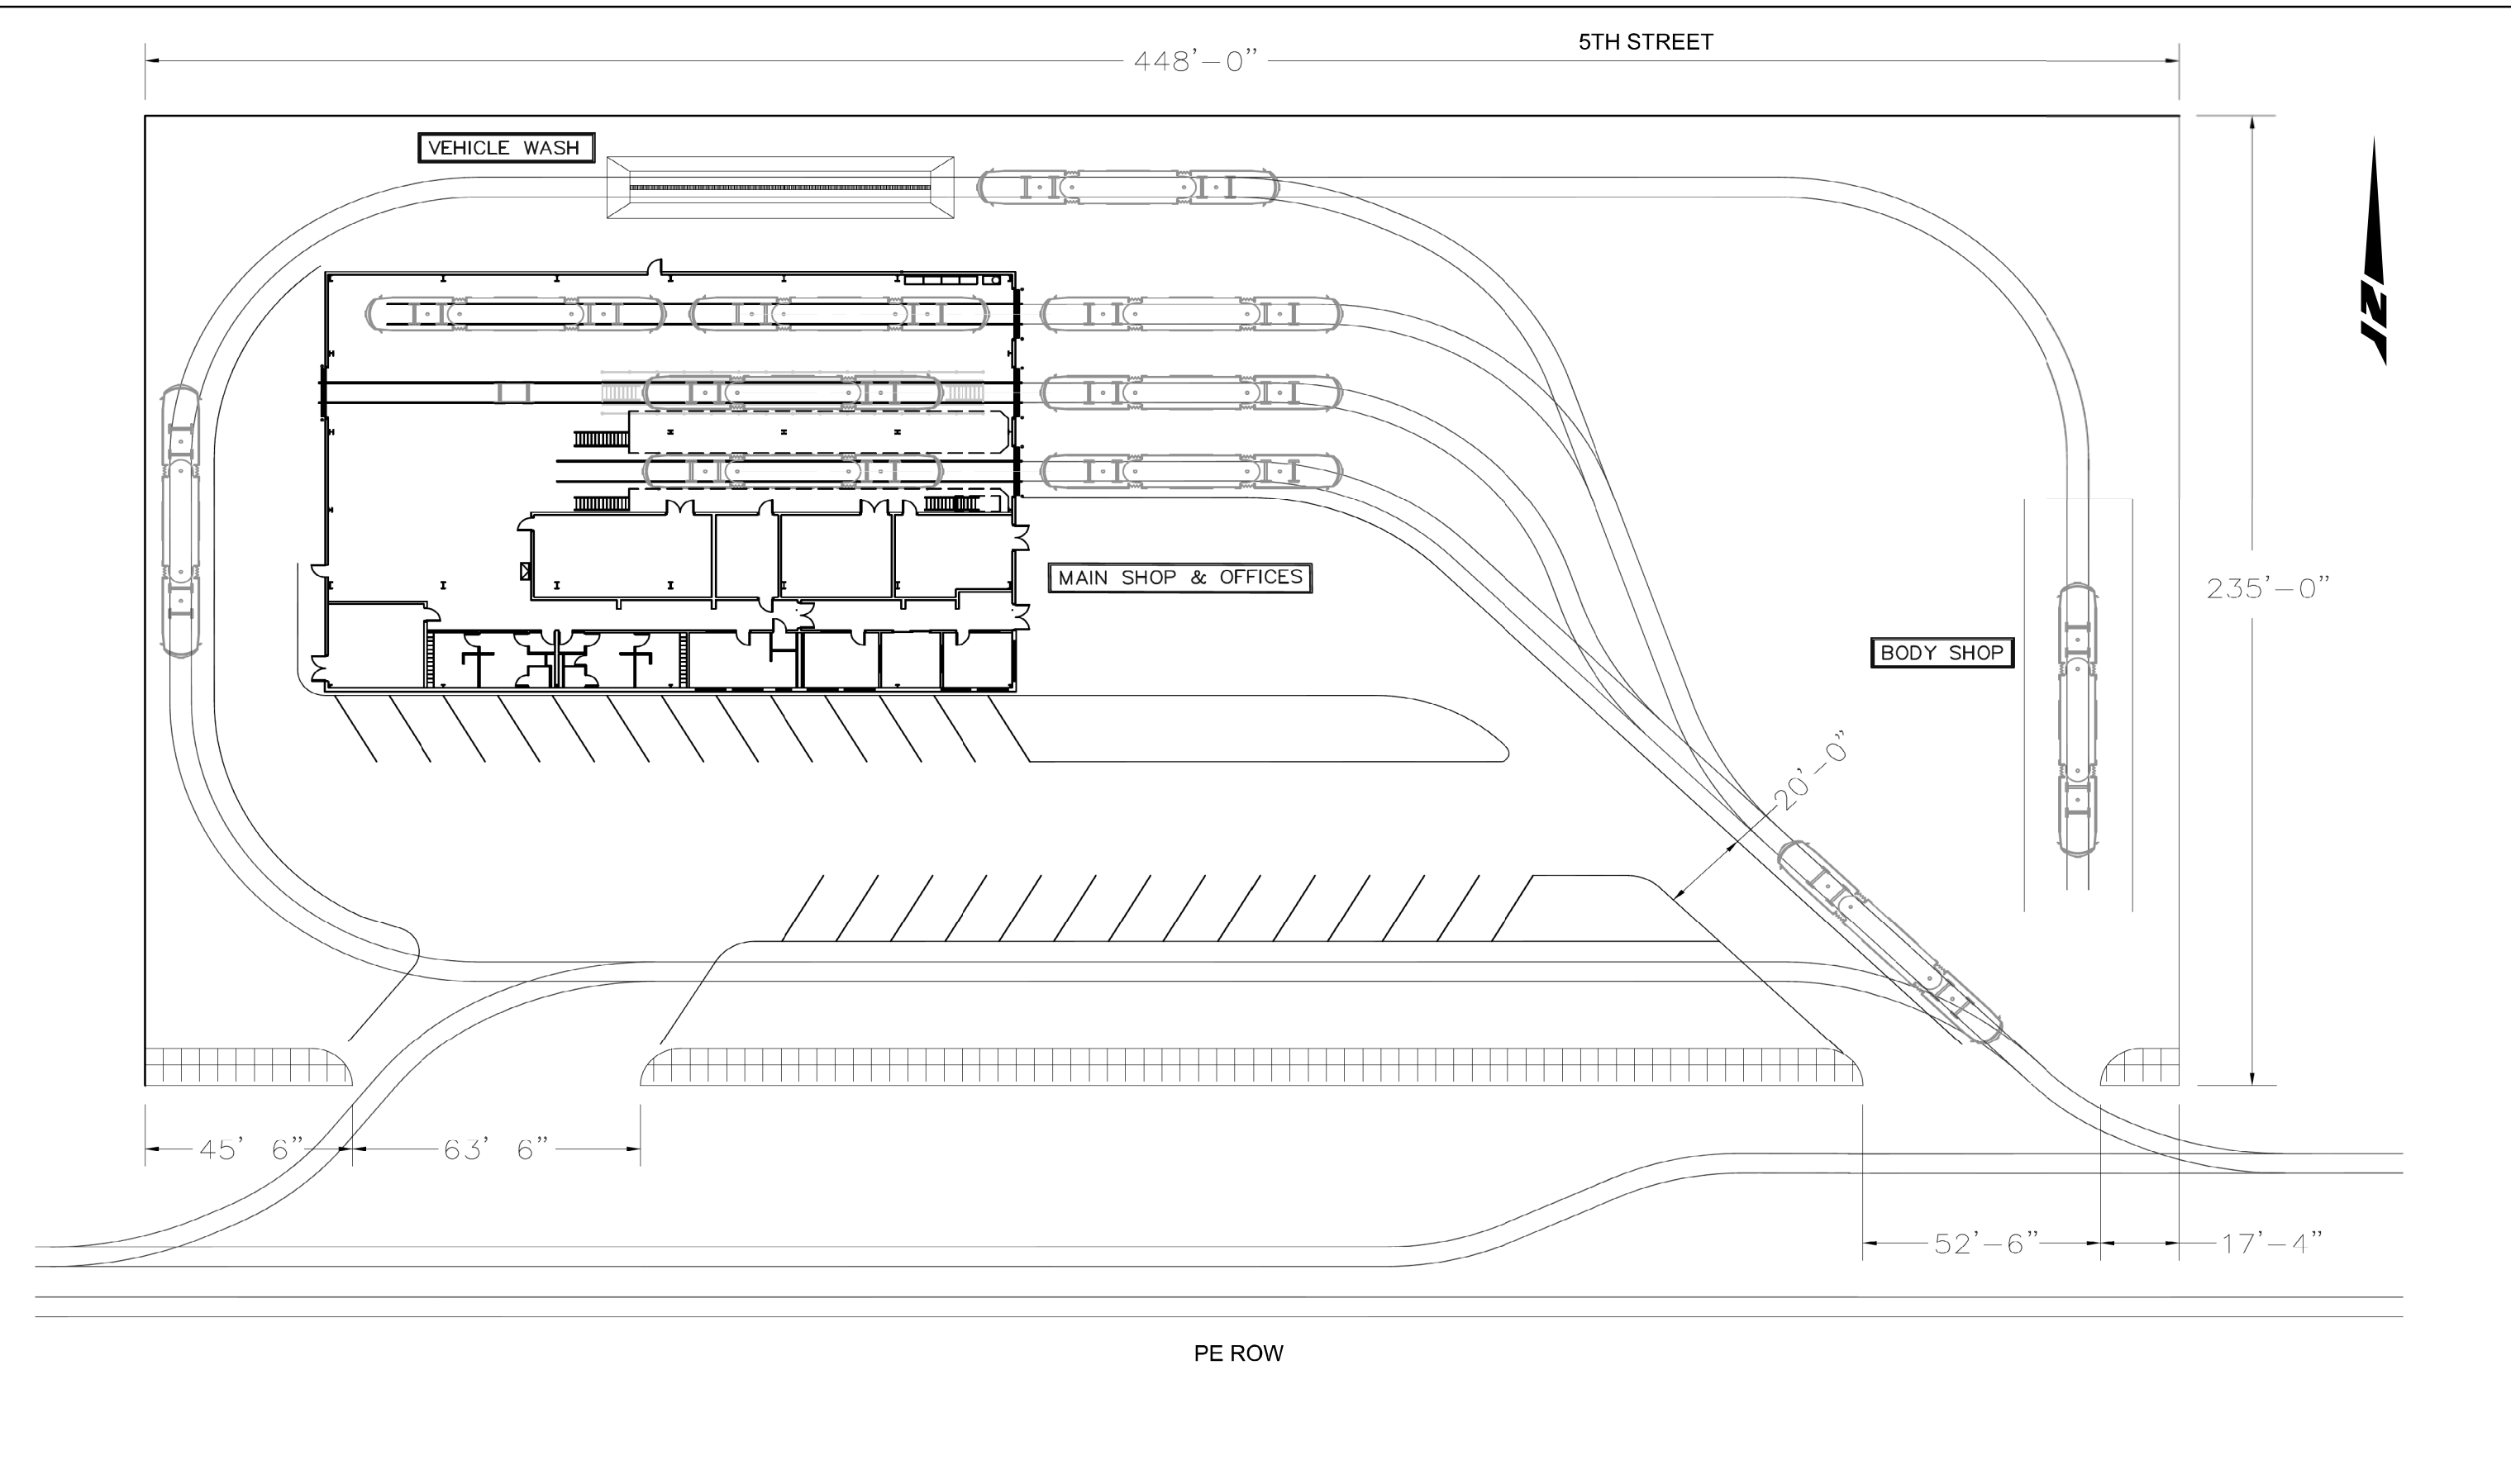 5TH STREET
448'-0"
VEHICLE WASH
N
MAIN SHOP & OFFICES
235'-0"
BODY SHOP
20'-0"
45' 6"
63' 6"
52'-6"
17'-4"
PE ROW